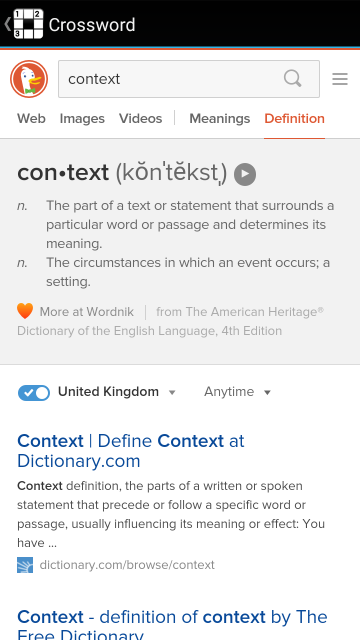 1 2
3
Crossword
context
Web Images Videos Meanings Definition
con•text (kŏnˈtĕkstˌ)
n. The part of a text or statement that surrounds a
particular word or passage and determines its
meaning.
n. The circumstances in which an event occurs; a
setting.
More at Wordnik from The American Heritage®
Dictionary of the English Language, 4th Edition
United Kingdom Anytime
Context | Define Context at
Dictionary.com
Context definition, the parts of a written or spoken
statement that precede or follow a specific word or
passage, usually influencing its meaning or effect: You
have ...
dictionary.com/browse/context
Context - definition of context by The
Free Dictionary